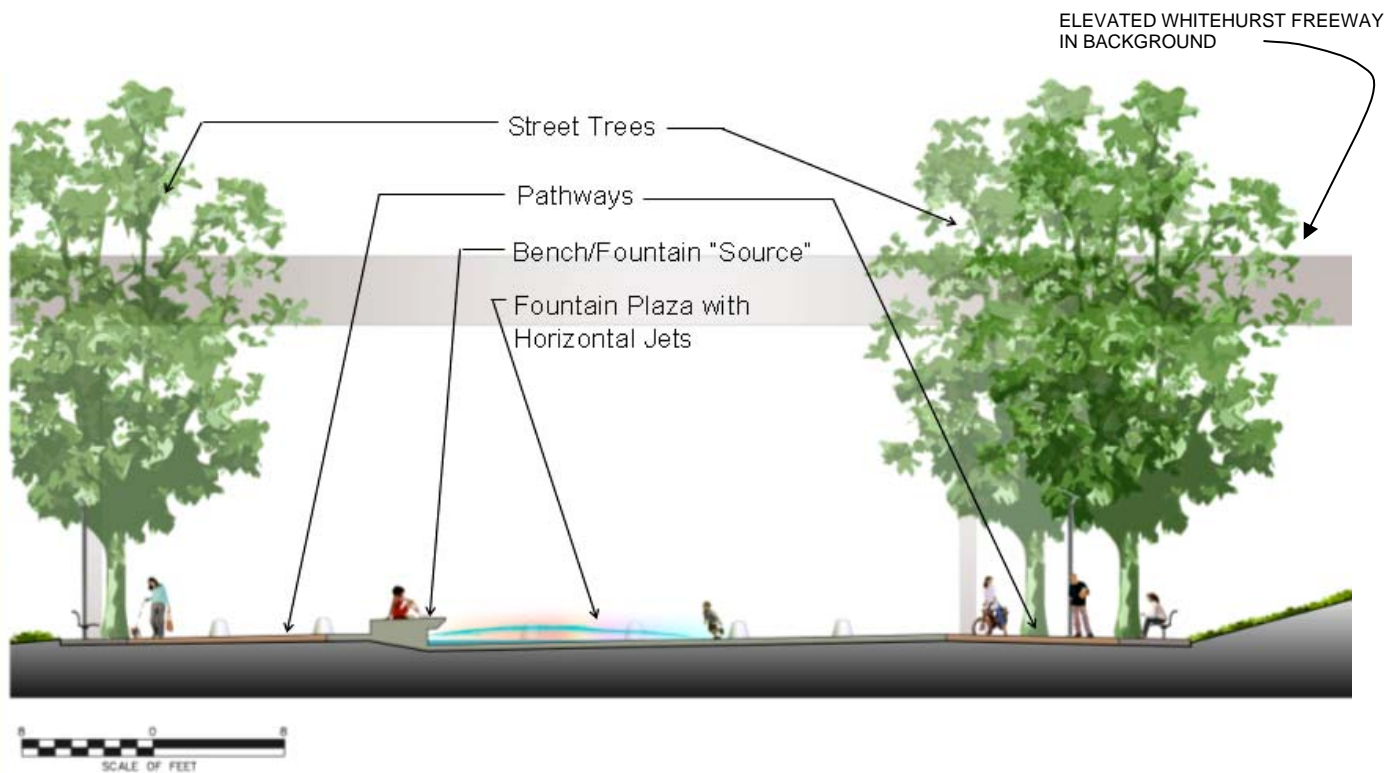 ELEVATED WHITEHURST FREEWAY
IN BACKGROUND
Street Trees
Pathways
Bench/Fountain "Source"
Fountain Plaza with
Horizontal Jets
8 0 8
SCALE OF FEET